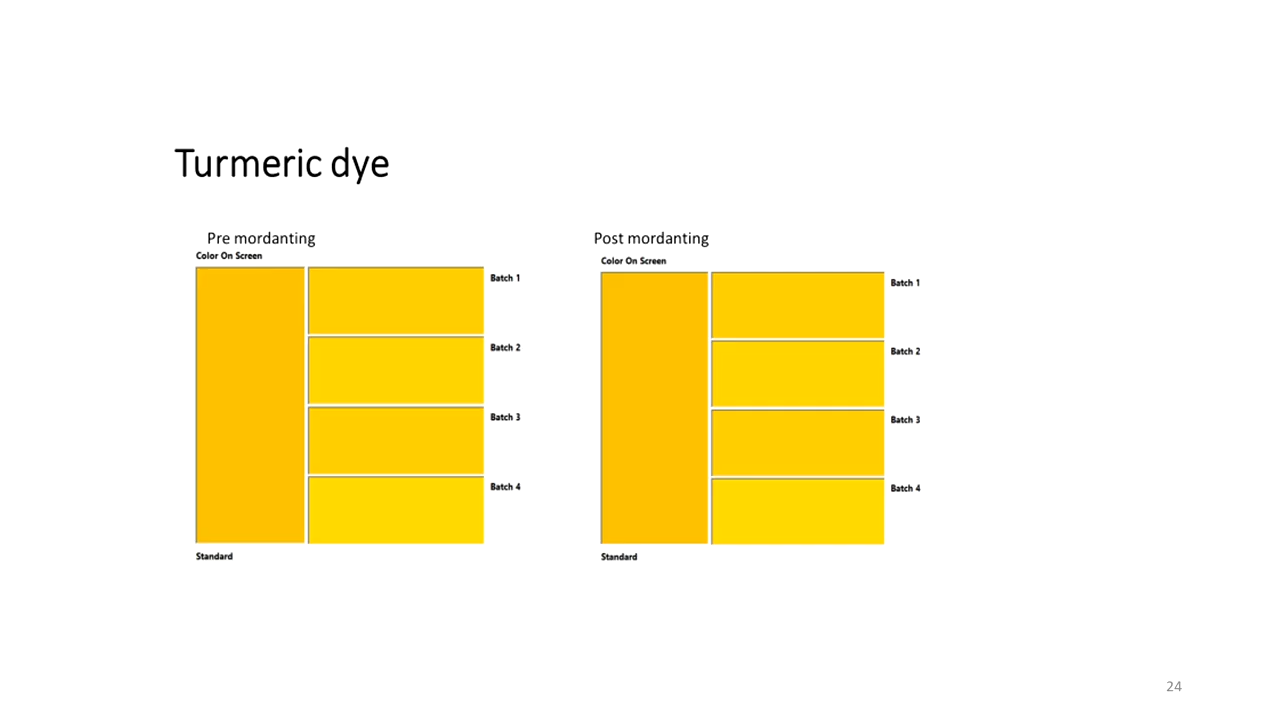 Turmeric dye
Pre mordanting
Color On Screen
Batch 1
Batch 2
Batch 3
Batch 4
Standard
Post mordanting
Color On Screen
Batch 1
Batch 2
Batch 3
Batch 4
Standard
24